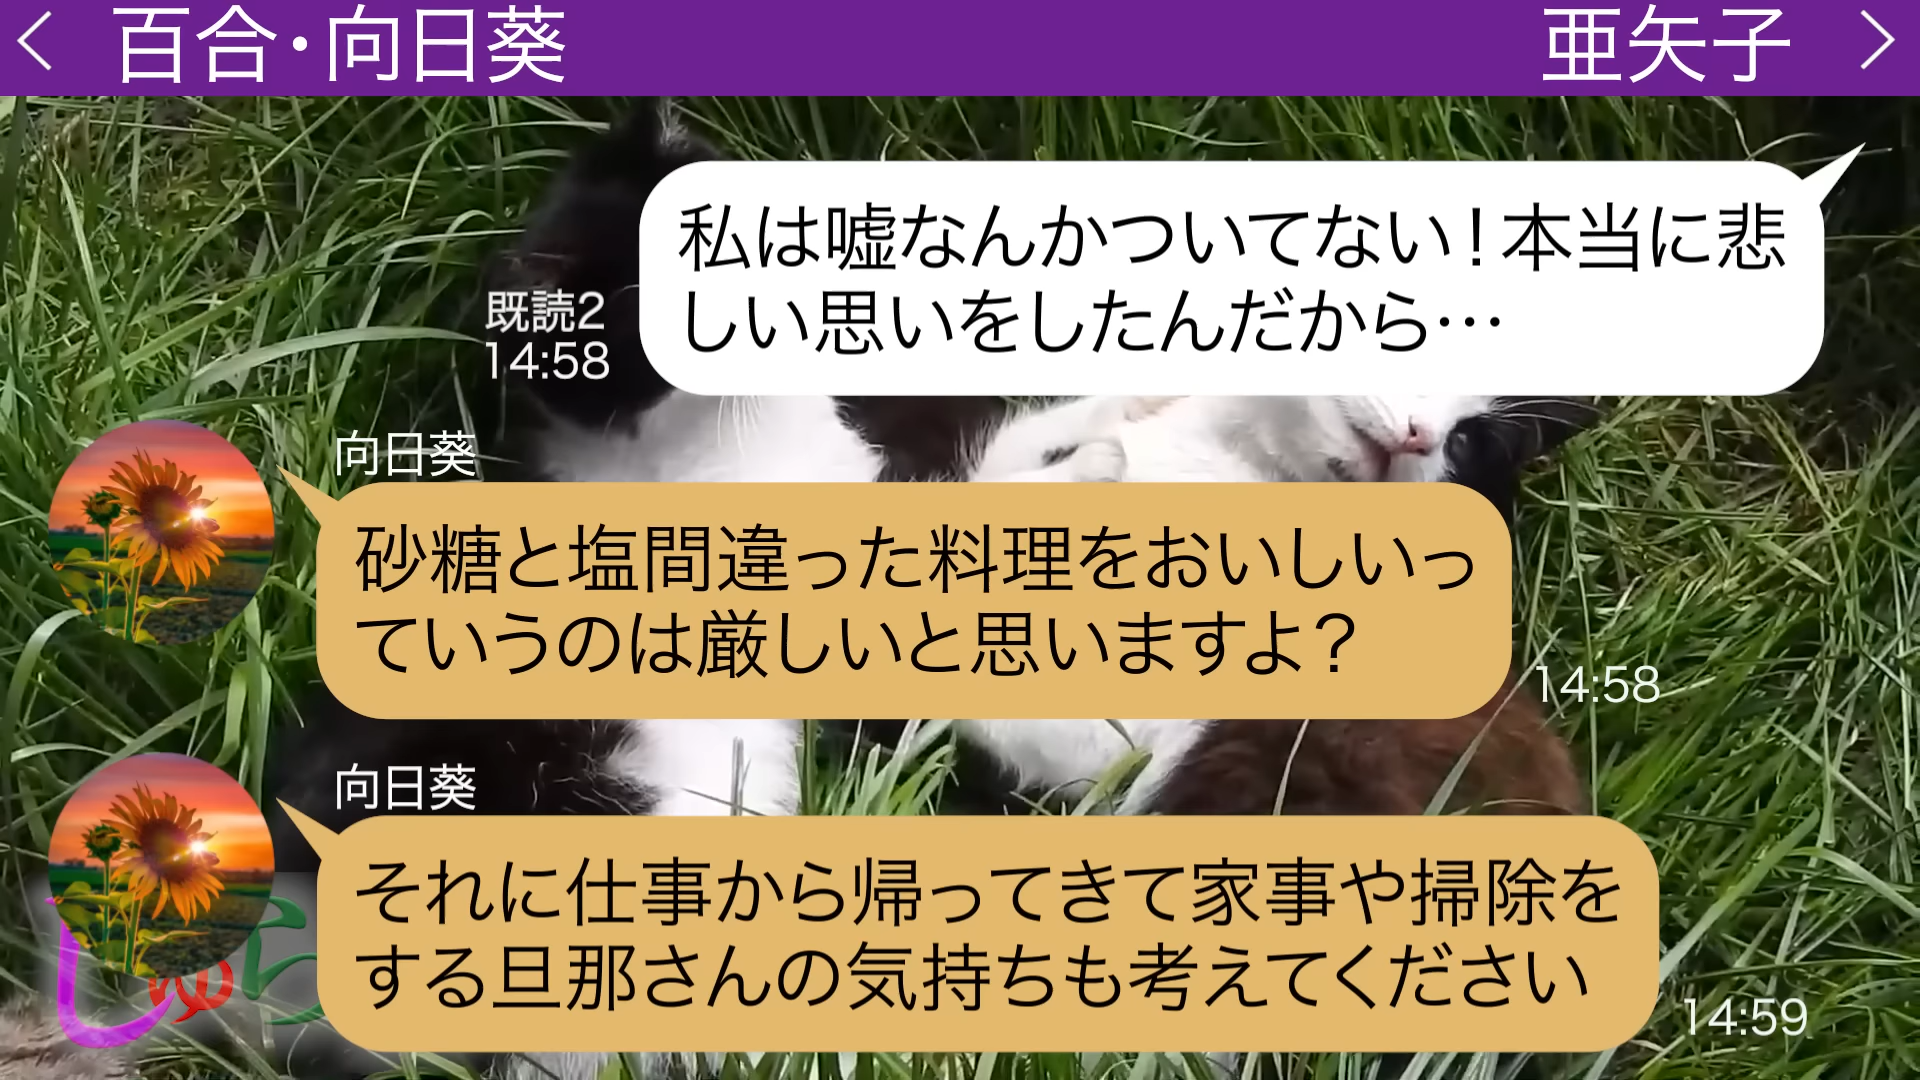 百合・向日葵
亜矢子
私は嘘なんかついてない！本当に悲
しい思いをしたんだから…
既読2
14:58
向日葵
砂糖と塩間違った料理をおいしいっ
ていうのは厳しいと思いますよ？
14:58
向日葵
それに仕事から帰ってきて家事や掃除を
する旦那さんの気持ちも考えてください
14:59
しゅら